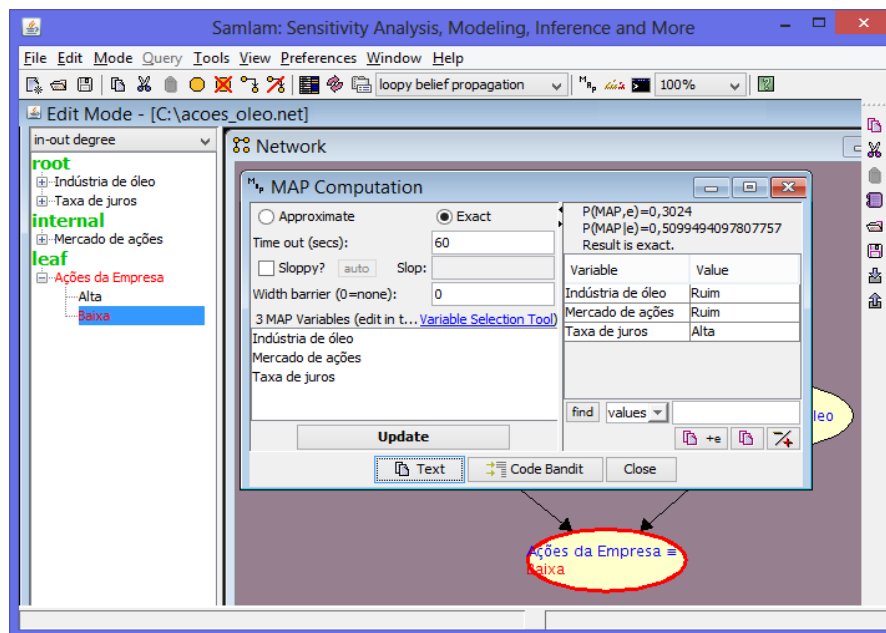 Samlam: Sensitivity Analysis, Modeling, Inference and More
File Edit Mode Query Tools View Preferences Window Help
loopy belief propagation
100%
Edit Mode - [C:\acoes_oleo.net]
in-out degree
root
Indústria de óleo
Taxa de juros
internal
Mercado de ações
leaf
Ações da Empresa
Alta
Baixa
Network
MAP Computation
Approximate Exact
Time out (secs): 60
Sloppy? auto Slop:
Width barrier (0=none): 0
3 MAP Variables (edit in t... Variable Selection Tool)
Indústria de óleo
Mercado de ações
Taxa de juros
Update
P(MAP,e)=0,3024
P(MAP|e)=0,5099494097807757
Result is exact.
Variable Value
Indústria de óleo Ruim
Mercado de ações Ruim
Taxa de juros Alta
find values
+e
Text Code Bandit Close
leo
Ações da Empresa ≡
Baixa